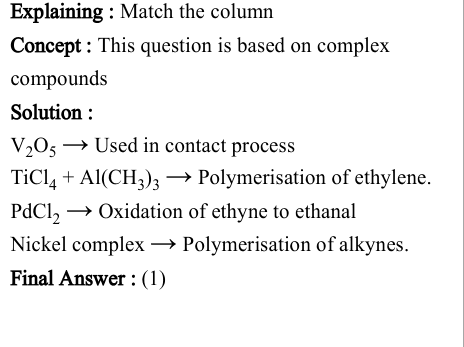 Explaining : Match the column
Concept : This question is based on complex
compounds
Solution :
V₂O₅ → Used in contact process
TiCl₄ + Al(CH₃)₃ → Polymerisation of ethylene.
PdCl₂ → Oxidation of ethyne to ethanal
Nickel complex → Polymerisation of alkynes.
Final Answer : (1)